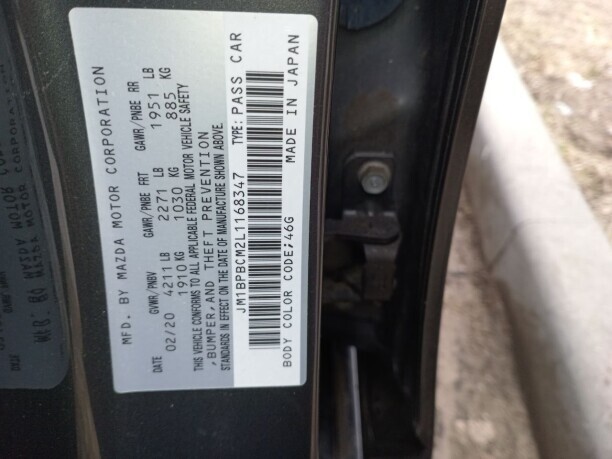 MFD. BY MAZDA MOTOR CORPORATION
DATE GVWR/PNBV GAWR/PNBE FRT GAWR/PNBE RR
02/20 4211 LB 2271 LB 1951 LB
1910 KG 1030 KG 885 KG
THIS VEHICLE CONFORMS TO ALL APPLICABLE FEDERAL MOTOR VEHICLE SAFETY
,BUMPER,AND THEFT PREVENTION
STANDARDS IN EFFECT ON THE DATE OF MANUFACTURE SHOWN ABOVE.
JM1BPBCM2L1168347 TYPE: PASS CAR
BODY COLOR CODE;46G MADE IN JAPAN